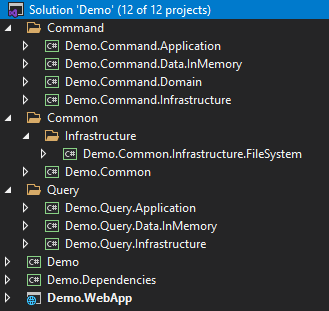 Solution 'Demo' (12 of 12 projects)
Command
C# Demo.Command.Application
C# Demo.Command.Data.InMemory
C# Demo.Command.Domain
C# Demo.Command.Infrastructure
Common
Infrastructure
C# Demo.Common.Infrastructure.FileSystem
C# Demo.Common
Query
C# Demo.Query.Application
C# Demo.Query.Data.InMemory
C# Demo.Query.Infrastructure
C# Demo
C# Demo.Dependencies
Demo.WebApp